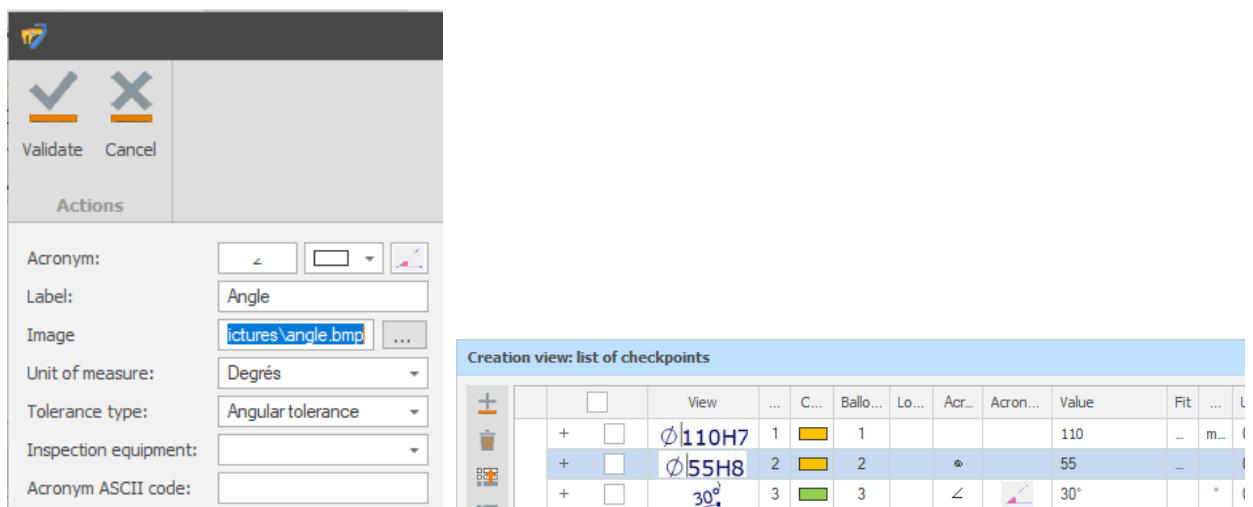 Validate Cancel
Actions
Acronym: ∠
Label: Angle
Image ictures\angle.bmp ...
Unit of measure: Degrés
Tolerance type: Angular tolerance
Inspection equipment:
Acronym ASCII code:
Creation view: list of checkpoints
View ... C... Ballo... Lo... Acr... Acron... Value Fit ... U
+ ∅110H7 1 1 110 ... m...
+ ∅55H8 2 2 55 ...
+ 30° 3 3 ∠ 30° °